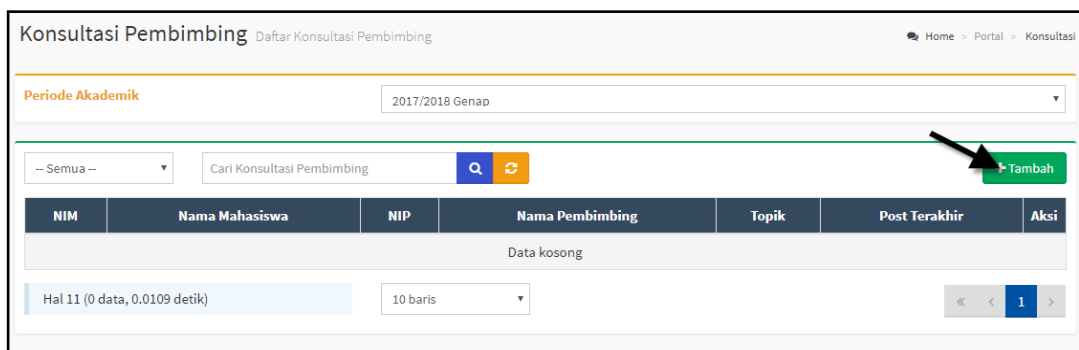 Konsultasi Pembimbing Daftar Konsultasi Pembimbing Home > Portal > Konsultasi
Periode Akademik 2017/2018 Genap
-- Semua -- Cari Konsultasi Pembimbing + Tambah
NIM Nama Mahasiswa NIP Nama Pembimbing Topik Post Terakhir Aksi
Data kosong
Hal 11 (0 data, 0.0109 detik) 10 baris « < 1 >